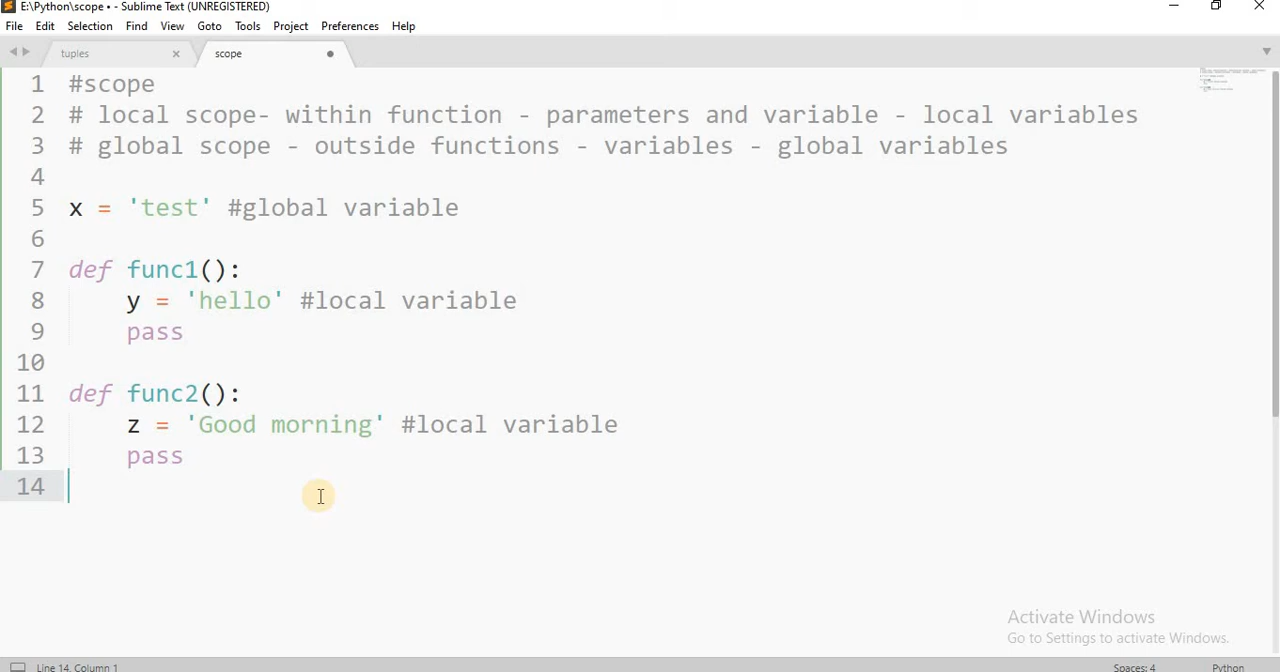 E:\Python\scope • - Sublime Text (UNREGISTERED)
File Edit Selection Find View Goto Tools Project Preferences Help
tuples scope
1 #scope
2 # local scope- within function - parameters and variable - local variables
3 # global scope - outside functions - variables - global variables
4
5 x = 'test' #global variable
6
7 def func1():
8     y = 'hello' #local variable
9     pass
10
11 def func2():
12     z = 'Good morning' #local variable
13     pass
14
Activate Windows
Go to Settings to activate Windows.
Line 14, Column 1 Spaces: 4 Python